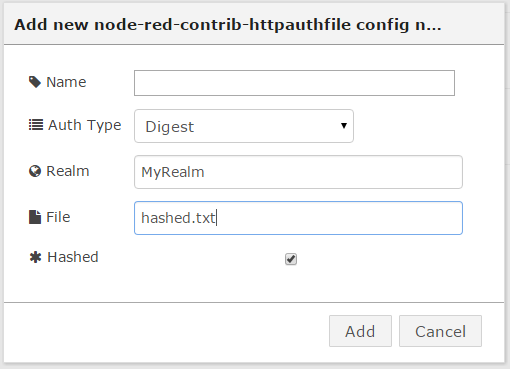 Add new node-red-contrib-httpauthfile config n...
Name
Auth Type Digest
Realm MyRealm
File hashed.txt
Hashed
Add Cancel